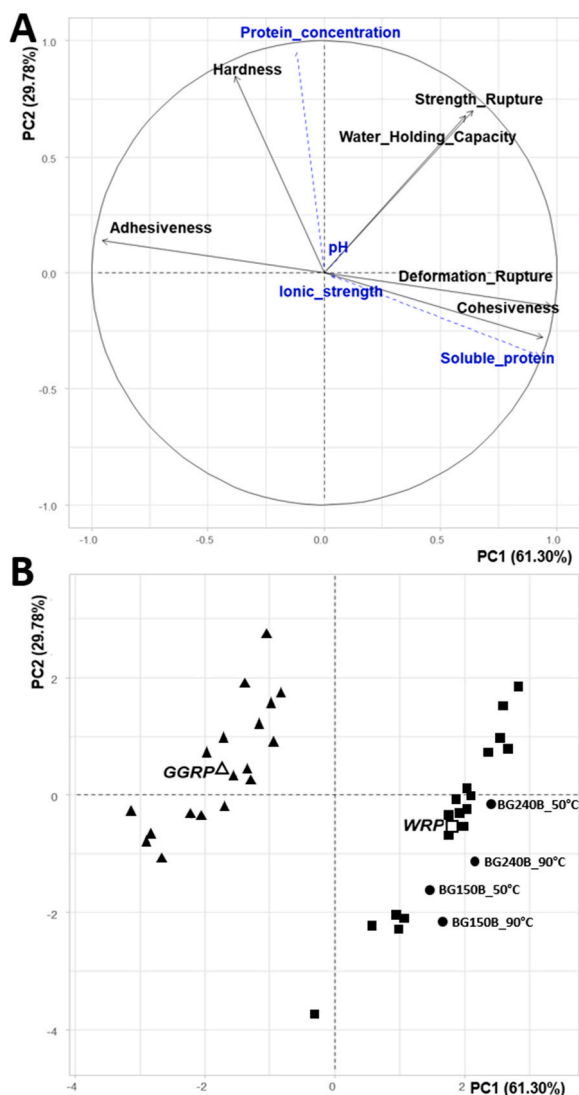 A
PC2 (29.78%)
Protein_concentration
Hardness
Strength_Rupture
Water_Holding_Capacity
Adhesiveness
pH
Deformation_Rupture
Ionic_strength
Cohesiveness
Soluble_protein
1.0
0.5
0.0
-0.5
-1.0
-1.0 -0.5 0.0 0.5 1.0
PC1 (61.30%)
B
PC2 (29.78%)
GGRP
WRP
BG240B_50°C
BG240B_90°C
BG150B_50°C
BG150B_90°C
2
0
-2
-4
-4 -2 0 2
PC1 (61.30%)